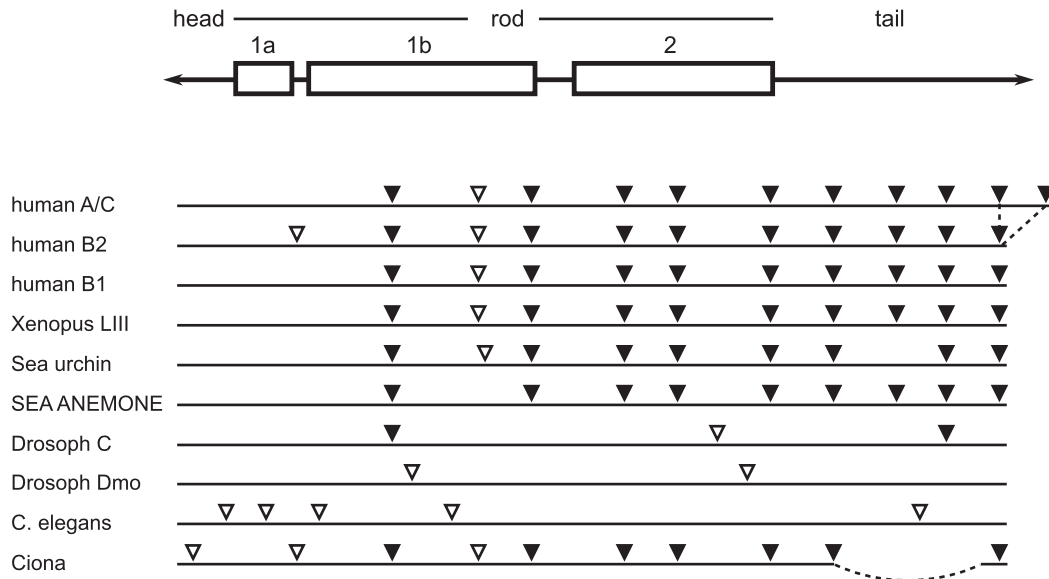 head rod tail
1a 1b 2
human A/C
human B2
human B1
Xenopus LIII
Sea urchin
SEA ANEMONE
Drosoph C
Drosoph Dmo
C. elegans
Ciona